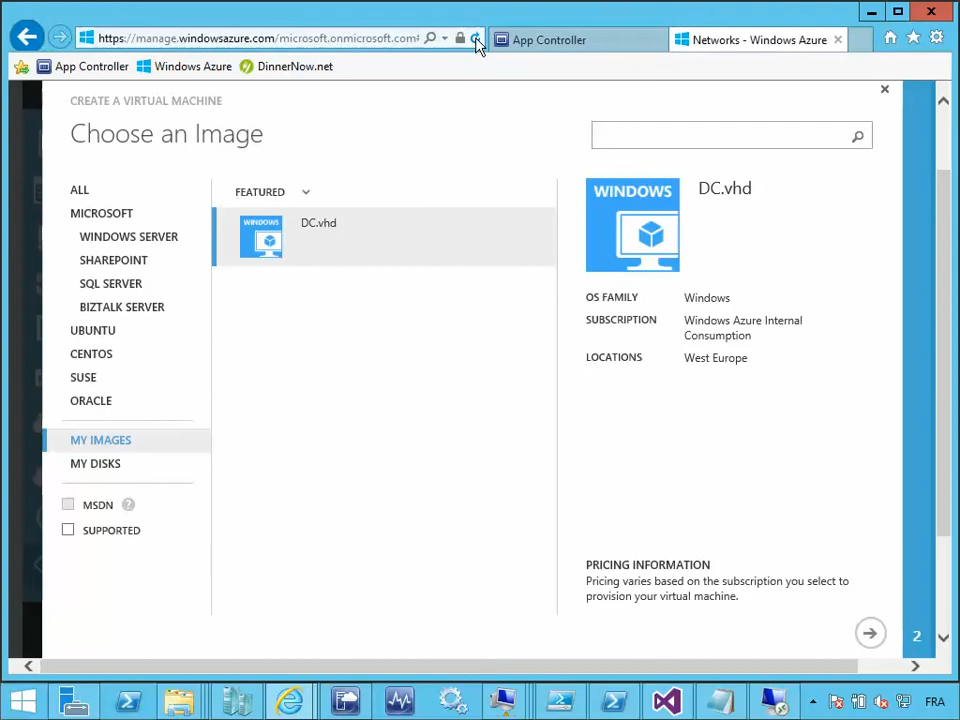 https://manage.windowsazure.com/microsoft.onmicrosoft.com#
App Controller
Networks - Windows Azure
App Controller
Windows Azure
DinnerNow.net
CREATE A VIRTUAL MACHINE
Choose an Image
ALL
MICROSOFT
WINDOWS SERVER
SHAREPOINT
SQL SERVER
BIZTALK SERVER
UBUNTU
CENTOS
SUSE
ORACLE
MY IMAGES
MY DISKS
MSDN ?
SUPPORTED
FEATURED
WINDOWS
DC.vhd
WINDOWS
DC.vhd
OS FAMILY Windows
SUBSCRIPTION Windows Azure Internal
Consumption
LOCATIONS West Europe
PRICING INFORMATION
Pricing varies based on the subscription you select to
provision your virtual machine.
2
FRA